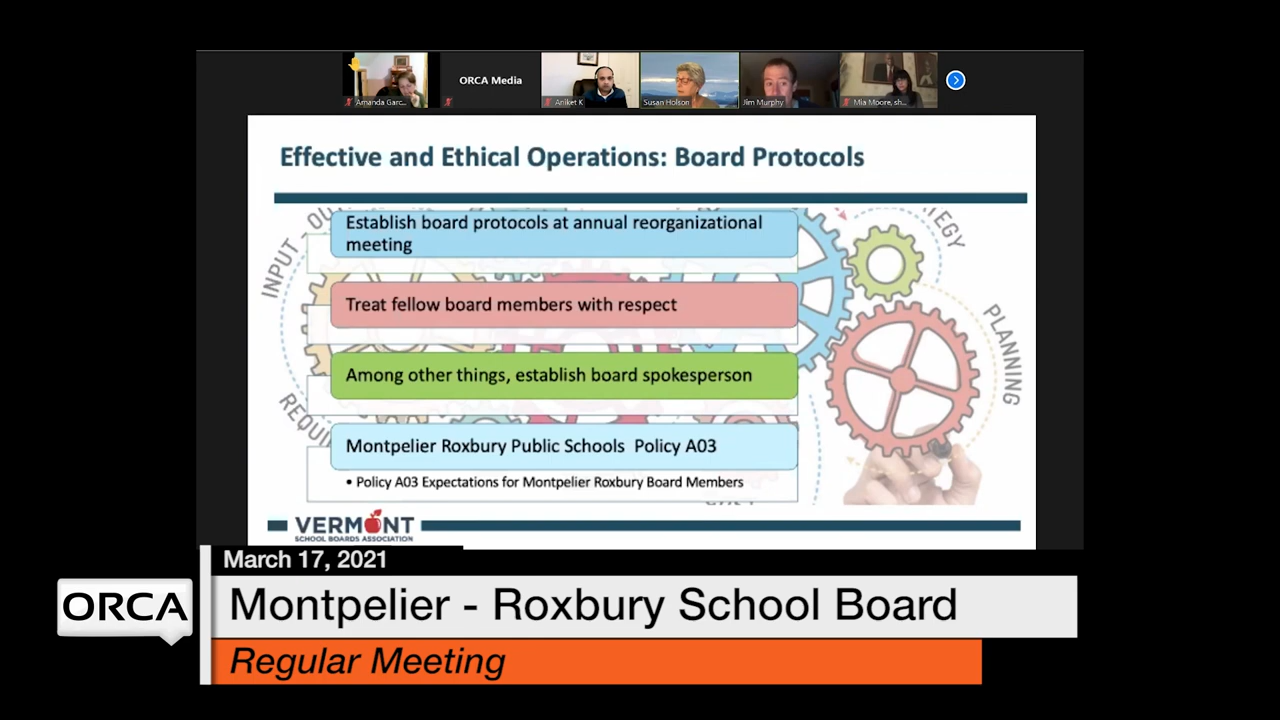 ORCA Media
Amanda Garc...
Aniket K
Susan Holson
Jim Murphy
Mia Moore, sh...
Effective and Ethical Operations: Board Protocols
INPUT - OU
STRATEGY
PLANNING
REQUI
Establish board protocols at annual reorganizational
meeting
Treat fellow board members with respect
Among other things, establish board spokesperson
Montpelier Roxbury Public Schools Policy A03
• Policy A03 Expectations for Montpelier Roxbury Board Members
VERMONT
SCHOOL BOARDS ASSOCIATION
March 17, 2021
ORCA
Montpelier - Roxbury School Board
Regular Meeting